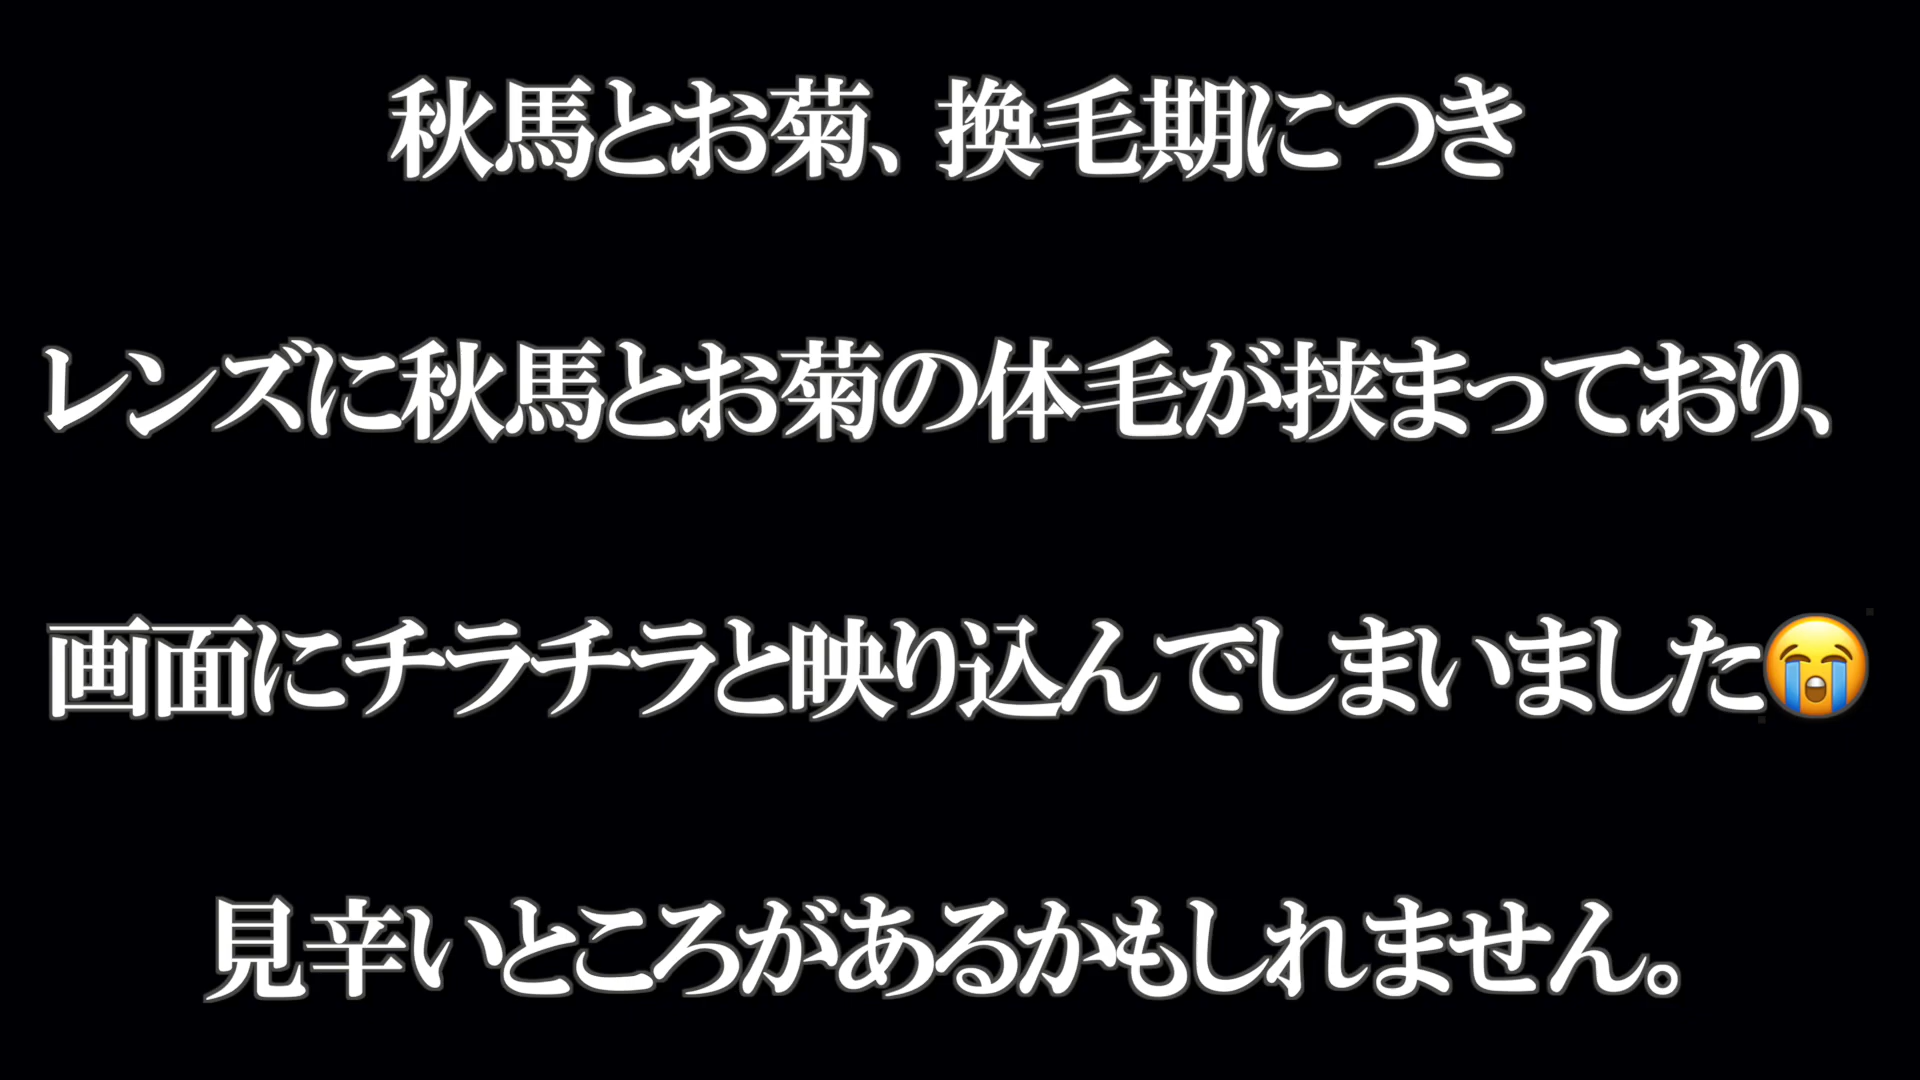 秋馬とお菊、換毛期につき
レンズに秋馬とお菊の体毛が挟まっており、
画面にチラチラと映り込んでしまいました😭
見辛いところがあるかもしれません。